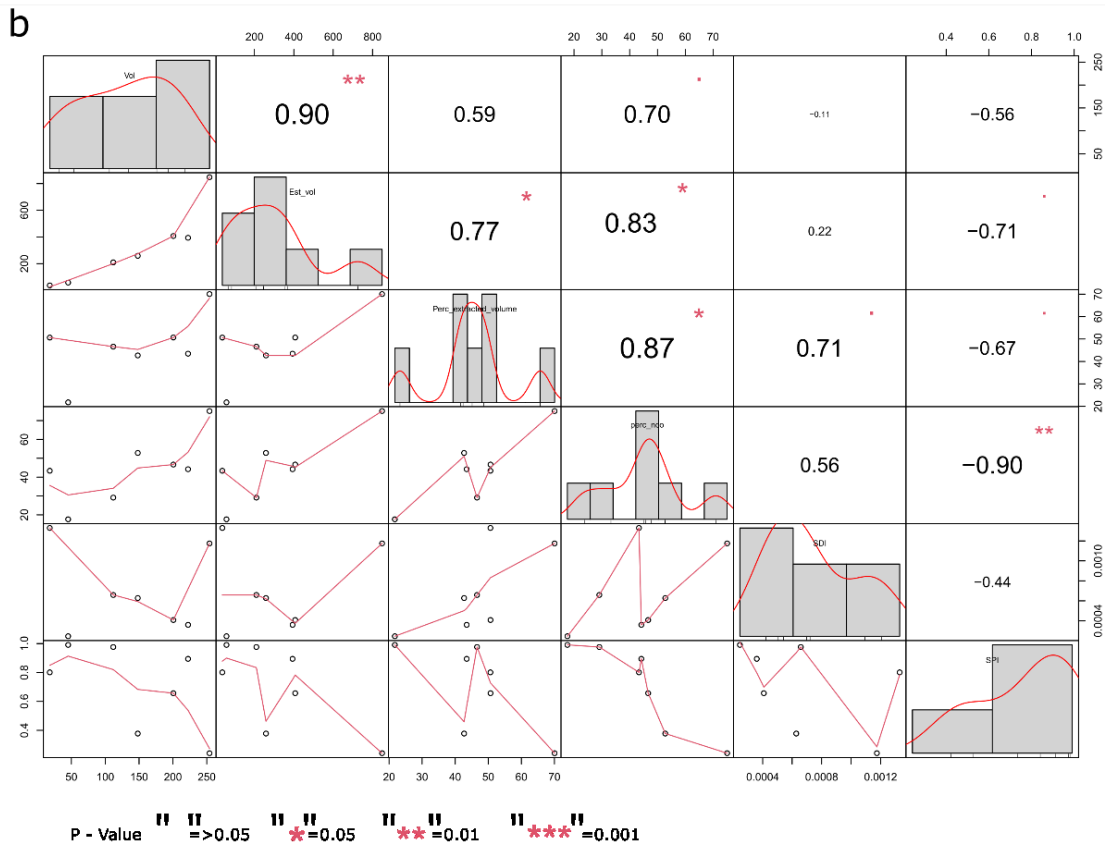 b
200 400 600 800 20 30 40 50 60 70 0.4 0.6 0.8 1.0
Vol ** 0.90 0.59 0.70 −0.11 −0.56 50 150 250
200 600 Est_vol * 0.77 * 0.83 0.22 −0.71
Perc_extracted_volume * 0.87 0.71 −0.67 20 30 40 50 60 70
20 40 60 perc_noo 0.56 ** −0.90
SDI −0.44 0.0004 0.0010
0.4 0.8 1.0 SPI
50 100 150 200 250 20 30 40 50 60 70 0.0004 0.0008 0.0012
P - Value " "=>0.05 "*"=0.05 "**"=0.01 "***"=0.001